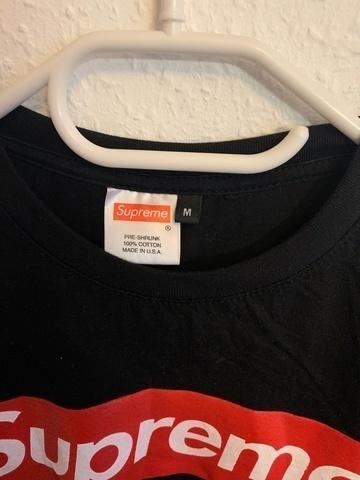 Supreme
M
®
PRE-SHRUNK
100% COTTON
MADE IN U.S.A.
Supreme